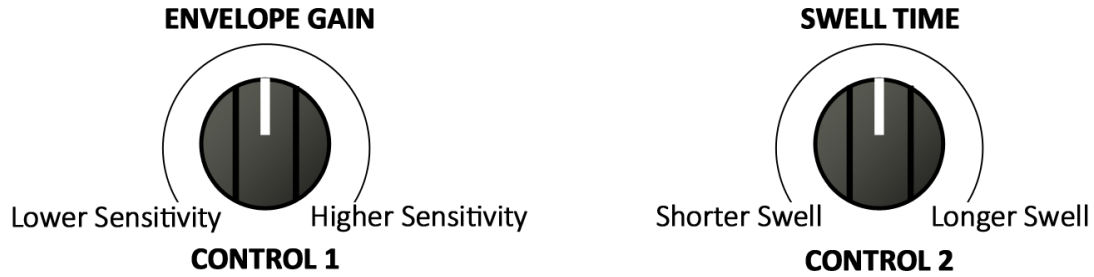 ENVELOPE GAIN
Lower Sensitivity
Higher Sensitivity
CONTROL 1
SWELL TIME
Shorter Swell
Longer Swell
CONTROL 2